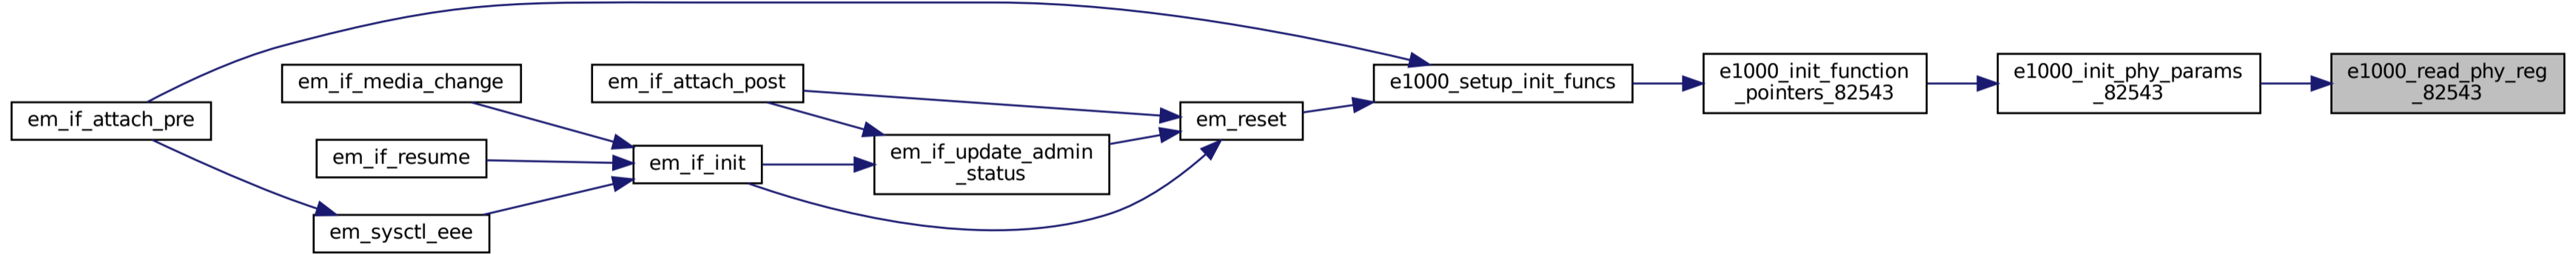 em_if_attach_pre
em_if_media_change
em_if_resume
em_sysctl_eee
em_if_attach_post
em_if_init
em_if_update_admin
_status
em_reset
e1000_setup_init_funcs
e1000_init_function
_pointers_82543
e1000_init_phy_params
_82543
e1000_read_phy_reg
_82543